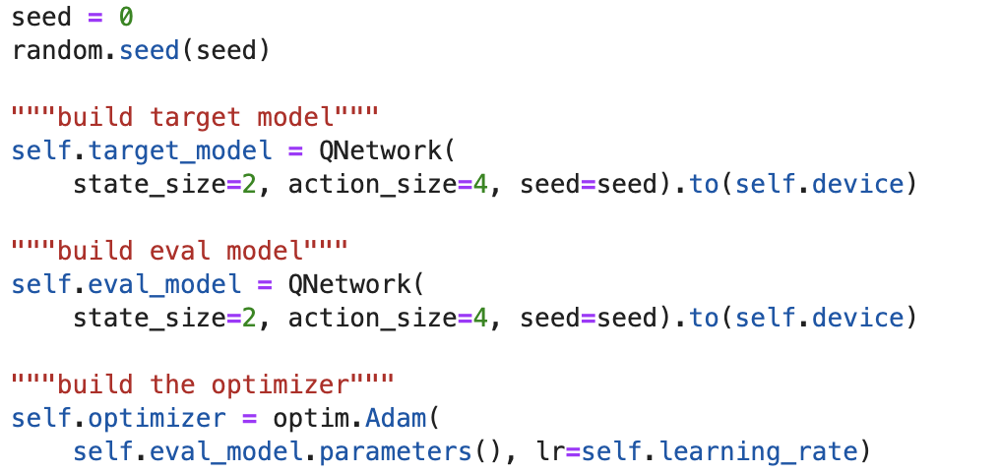 seed = 0
random.seed(seed)
"""build target model"""
self.target_model = QNetwork(
state_size=2, action_size=4, seed=seed).to(self.device)
"""build eval model"""
self.eval_model = QNetwork(
state_size=2, action_size=4, seed=seed).to(self.device)
"""build the optimizer"""
self.optimizer = optim.Adam(
self.eval_model.parameters(), lr=self.learning_rate)